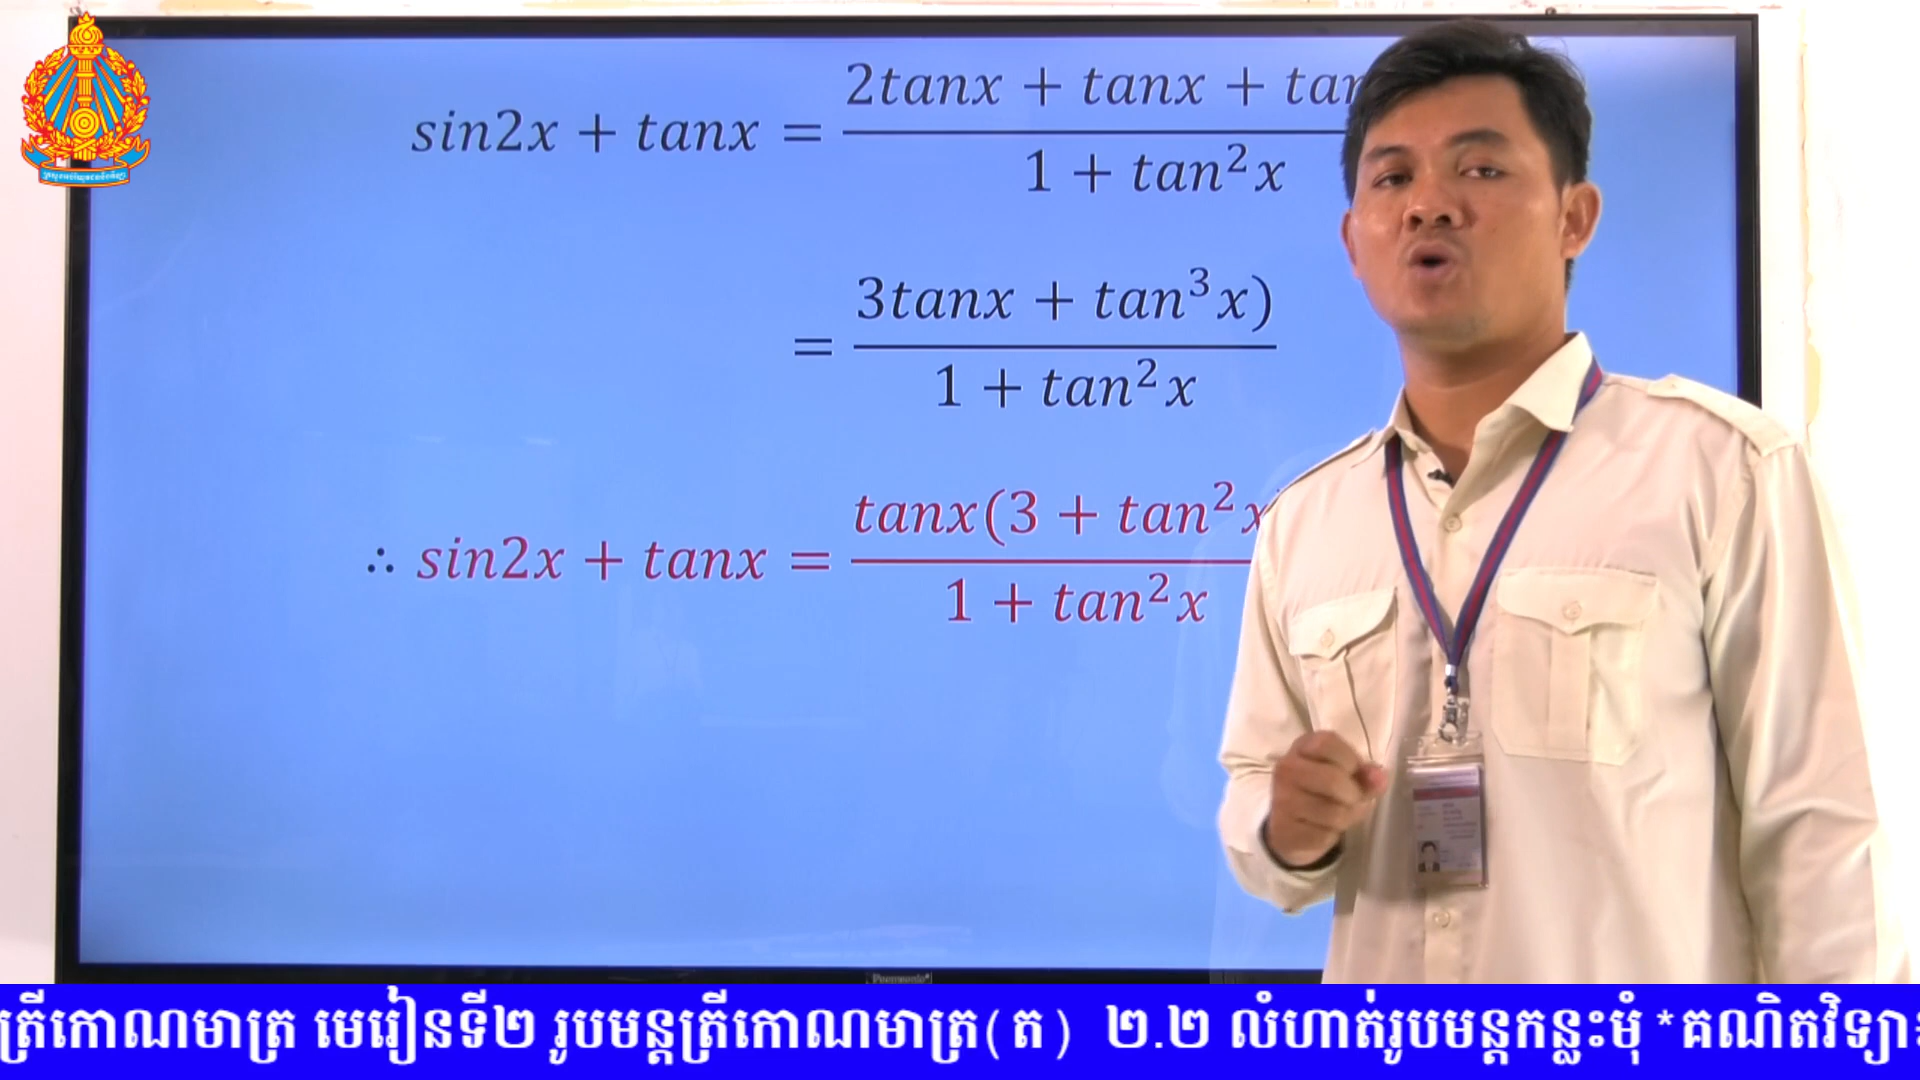 sin2x + tanx = 2tanx + tanx + tan / 1 + tan²x
= 3tanx + tan³x) / 1 + tan²x
∴ sin2x + tanx = tanx(3 + tan²x / 1 + tan²x
ត្រីកោណមាត្រ មេរៀនទី២ រូបមន្តត្រីកោណមាត្រ(ត) ២.២ លំហាត់រូបមន្តកន្លះមុំ *គណិតវិទ្យា